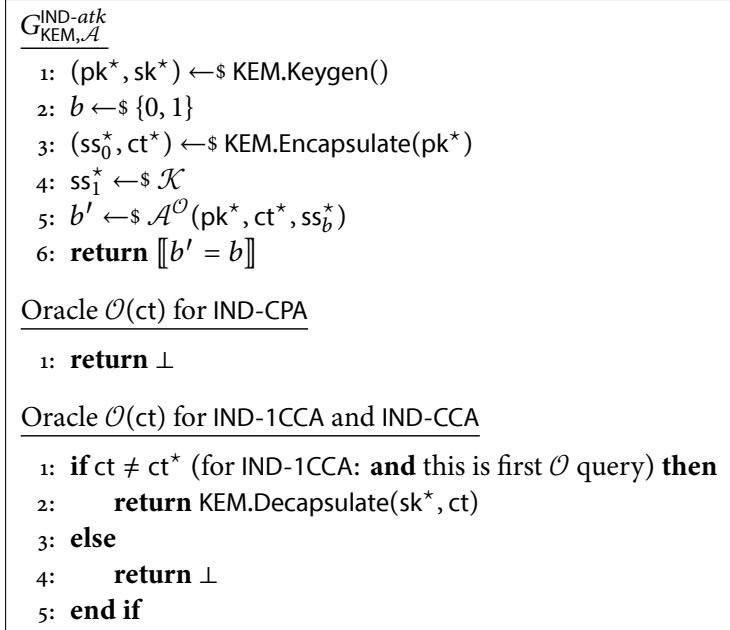 G^{IND-atk}_{KEM,𝒜}
1: (pk⋆, sk⋆) ←$ KEM.Keygen()
2: b ←$ {0, 1}
3: (ss⋆₀, ct⋆) ←$ KEM.Encapsulate(pk⋆)
4: ss⋆₁ ←$ 𝒦
5: b′ ←$ 𝒜^𝒪(pk⋆, ct⋆, ss⋆_b)
6: return ⟦b′ = b⟧
Oracle 𝒪(ct) for IND-CPA
1: return ⊥
Oracle 𝒪(ct) for IND-1CCA and IND-CCA
1: if ct ≠ ct⋆ (for IND-1CCA: and this is first 𝒪 query) then
2: return KEM.Decapsulate(sk⋆, ct)
3: else
4: return ⊥
5: end if